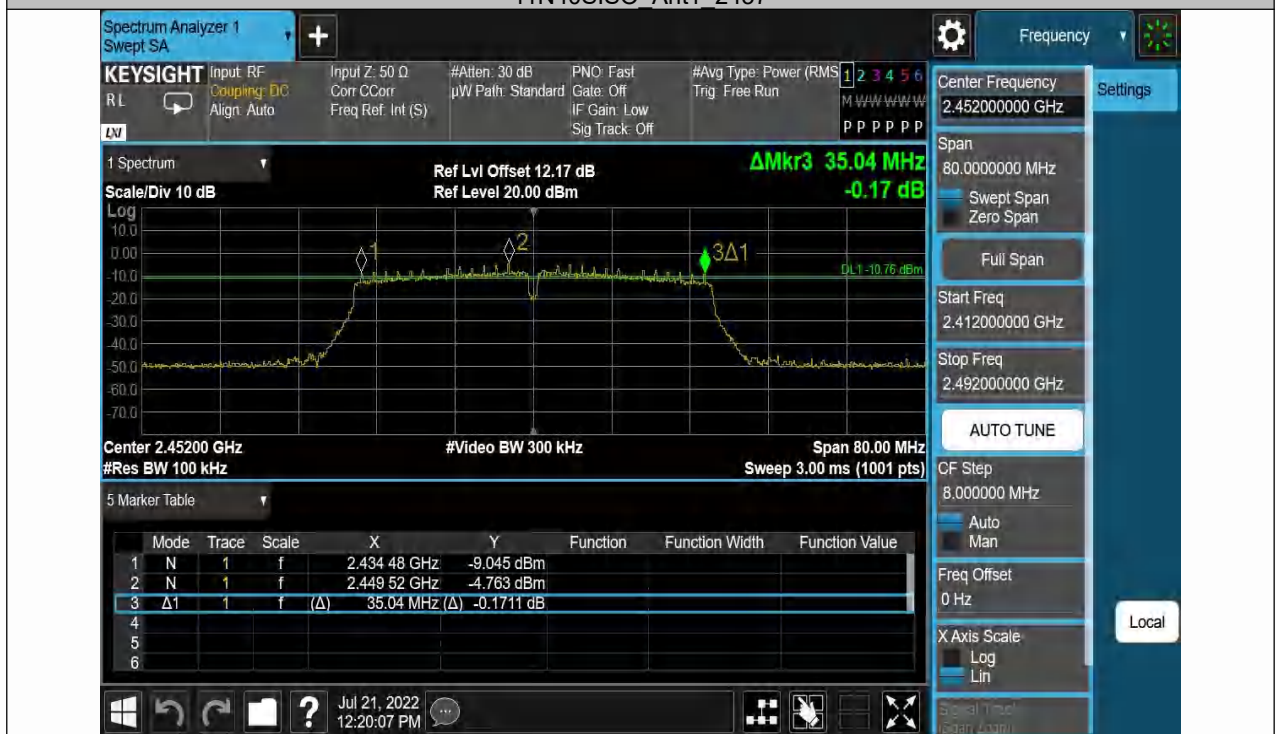 Spectrum Analyzer 1
Swept SA
Frequency
KEYSIGHT
RL
LXI
Input: RF
Coupling: DC
Align: Auto
Input Z: 50 Ω
Corr CCorr
Freq Ref: Int (S)
#Atten: 30 dB
µW Path: Standard
PNO: Fast
Gate: Off
IF Gain: Low
Sig Track: Off
#Avg Type: Power (RMS
Trig: Free Run
1 2 3 4 5 6
M W W W W W
P P P P P P
1 Spectrum
Scale/Div 10 dB
Ref Lvl Offset 12.17 dB
Ref Level 20.00 dBm
ΔMkr3 35.04 MHz
-0.17 dB
Log
10.0
0.00
-10.0
-20.0
-30.0
-40.0
-50.0
-60.0
-70.0
1
2
3Δ1
DL1 -10.76 dBm
Center 2.45200 GHz
#Video BW 300 kHz
Span 80.00 MHz
#Res BW 100 kHz
Sweep 3.00 ms (1001 pts)
5 Marker Table
Mode Trace Scale X Y Function Function Width Function Value
1 N 1 f 2.434 48 GHz -9.045 dBm
2 N 1 f 2.449 52 GHz -4.763 dBm
3 Δ1 1 f (Δ) 35.04 MHz (Δ) -0.1711 dB
4
5
6
Jul 21, 2022
12:20:07 PM
Center Frequency
2.452000000 GHz
Settings
Span
80.0000000 MHz
Swept Span
Zero Span
Full Span
Start Freq
2.412000000 GHz
Stop Freq
2.492000000 GHz
AUTO TUNE
CF Step
8.000000 MHz
Auto
Man
Freq Offset
0 Hz
X Axis Scale
Log
Lin
Local
Signal Track
(Span Zoom)